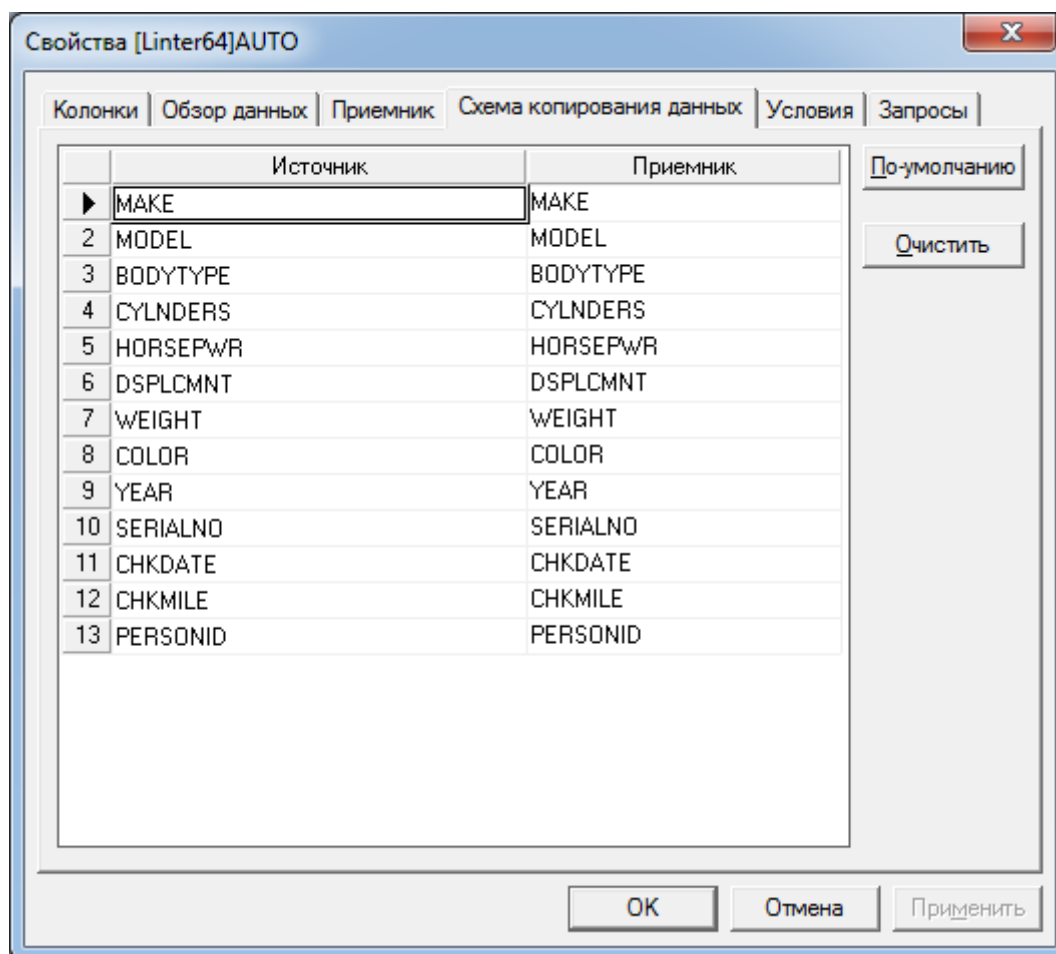 Свойства [Linter64]AUTO
Колонки Обзор данных Приемник Схема копирования данных Условия Запросы
Источник Приемник
MAKE MAKE
2 MODEL MODEL
3 BODYTYPE BODYTYPE
4 CYLNDERS CYLNDERS
5 HORSEPWR HORSEPWR
6 DSPLCMNT DSPLCMNT
7 WEIGHT WEIGHT
8 COLOR COLOR
9 YEAR YEAR
10 SERIALNO SERIALNO
11 CHKDATE CHKDATE
12 CHKMILE CHKMILE
13 PERSONID PERSONID
По-умолчанию
Очистить
OK Отмена Применить